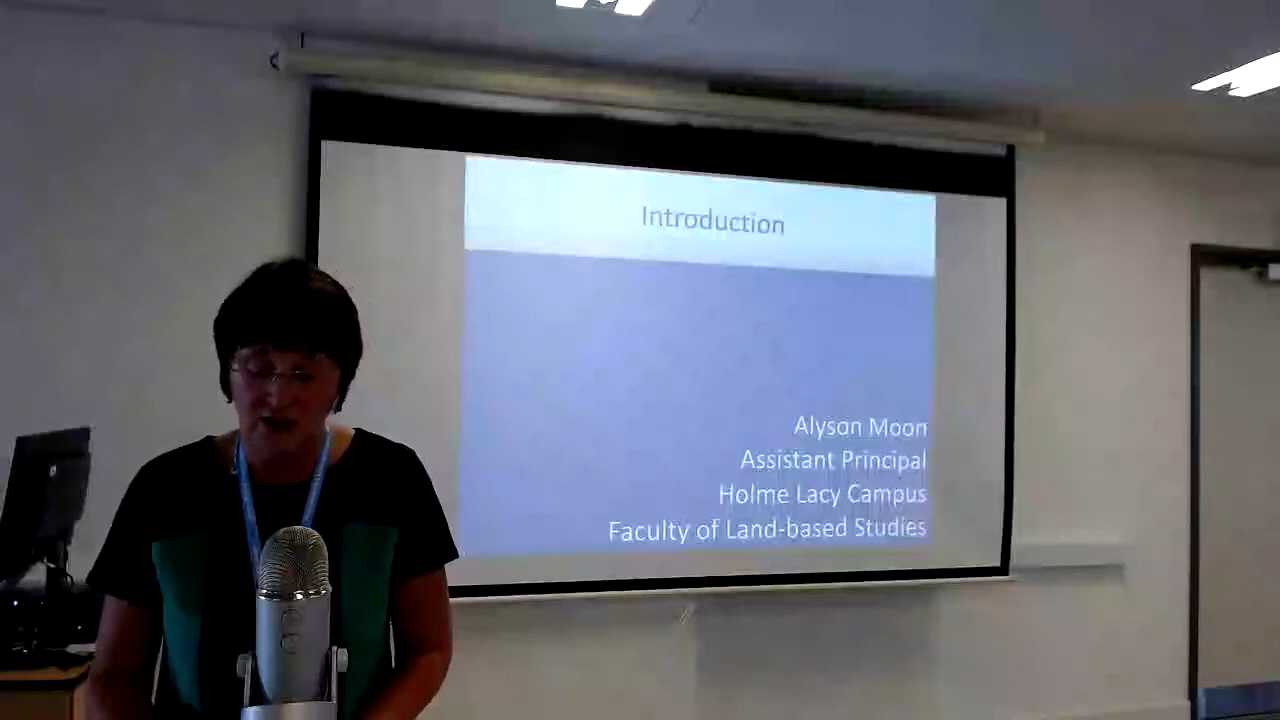 Introduction
Alyson Moon
Assistant Principal
Holme Lacy Campus
Faculty of Land-based Studies